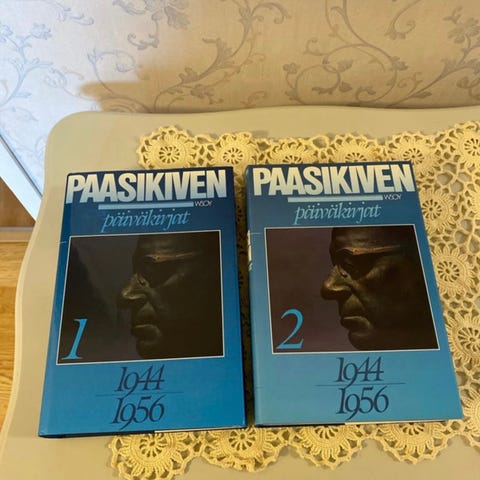 PAASIKIVEN
WSOY
päiväkirjat
1
1944
1956
PAASIKIVEN
WSOY
päiväkirjat
2
1944
1956